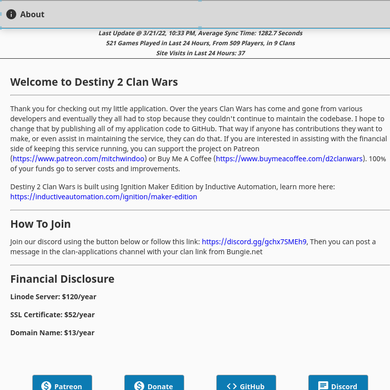 About
Last Update @ 3/21/22, 10:33 PM, Average Sync Time: 1282.7 Seconds
521 Games Played in Last 24 Hours, From 509 Players, in 9 Clans
Site Visits in Last 24 Hours: 37
Welcome to Destiny 2 Clan Wars
Thank you for checking out my little application. Over the years Clan Wars has come and gone from various
developers and eventually they all had to stop because they couldn't continue to maintain the codebase. I hope to
change that by publishing all of my application code to GitHub. That way if anyone has contributions they want to
make, or even assist in maintaining the service, they can do that. If you are interested in assisting with the financial
side of keeping this service running, you can support the project on Patreon
(https://www.patreon.com/mitchwindoo) or Buy Me A Coffee (https://www.buymeacoffee.com/d2clanwars). 100%
of your funds go to server costs and improvements.
Destiny 2 Clan Wars is built using Ignition Maker Edition by Inductive Automation, learn more here:
https://inductiveautomation.com/ignition/maker-edition
How To Join
Join our discord using the button below or follow this link: https://discord.gg/gchx7SMEh9, Then you can post a
message in the clan-applications channel with your clan link from Bungie.net
Financial Disclosure
Linode Server: $120/year
SSL Certificate: $52/year
Domain Name: $13/year
Patreon
Donate
GitHub
Discord